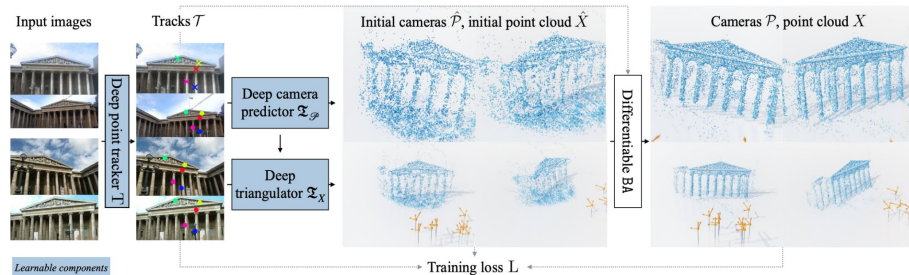 Input images
Tracks 𝒯
Initial cameras 𝒫̂, initial point cloud X̂
Cameras 𝒫, point cloud X
Deep point
tracker T
Deep camera
predictor 𝔗𝒫
Deep
triangulator 𝔗X
Differentiable BA
Learnable components
Training loss L